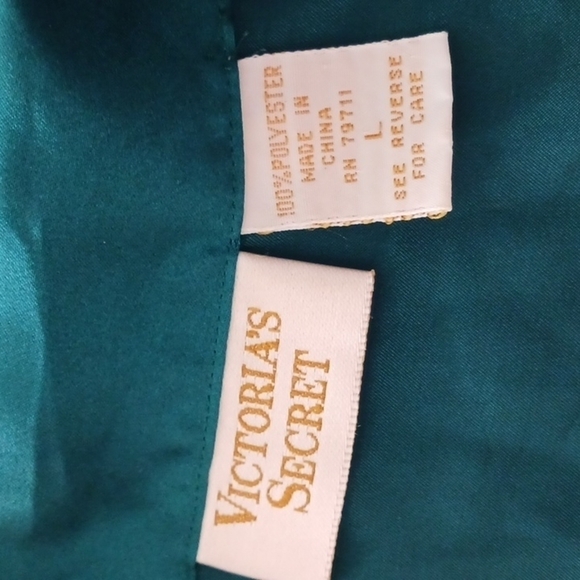 100%POLYESTER
MADE IN
CHINA
RN 79711
L
SEE REVERSE
FOR CARE
VICTORIA'S
SECRET